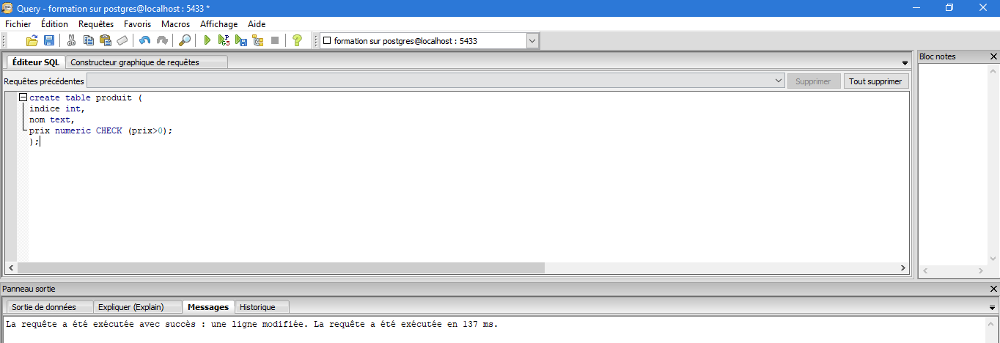 Query - formation sur postgres@localhost : 5433 *
Fichier Édition Requêtes Favoris Macros Affichage Aide
formation sur postgres@localhost : 5433
Éditeur SQL Constructeur graphique de requêtes
Bloc notes
Requêtes précédentes Supprimer Tout supprimer
create table produit (
indice int,
nom text,
prix numeric CHECK (prix>0);
);
Panneau sortie
Sortie de données Expliquer (Explain) Messages Historique
La requête a été exécutée avec succès : une ligne modifiée. La requête a été exécutée en 137 ms.